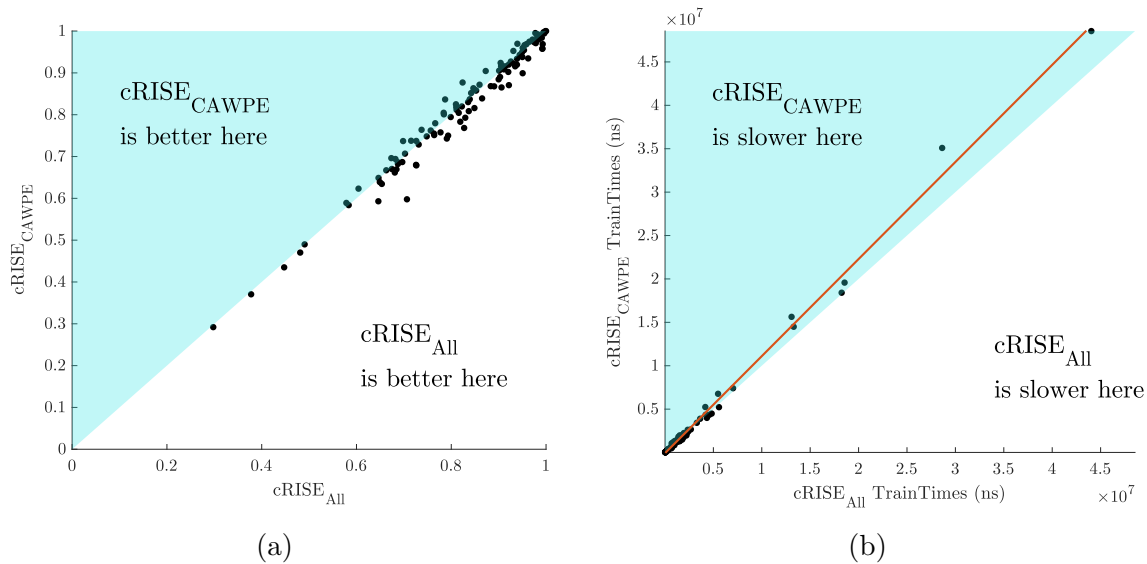 1
0.9
0.8
0.7
0.6
0.5
0.4
0.3
0.2
0.1
0
cRISE_CAWPE
cRISE_CAWPE
is better here
cRISE_All
is better here
0 0.2 0.4 0.6 0.8 1
cRISE_All
(a)
×10^7
4.5
4
3.5
3
2.5
2
1.5
1
0.5
cRISE_CAWPE TrainTimes (ns)
cRISE_CAWPE
is slower here
cRISE_All
is slower here
0.5 1 1.5 2 2.5 3 3.5 4 4.5
cRISE_All TrainTimes (ns)
×10^7
(b)